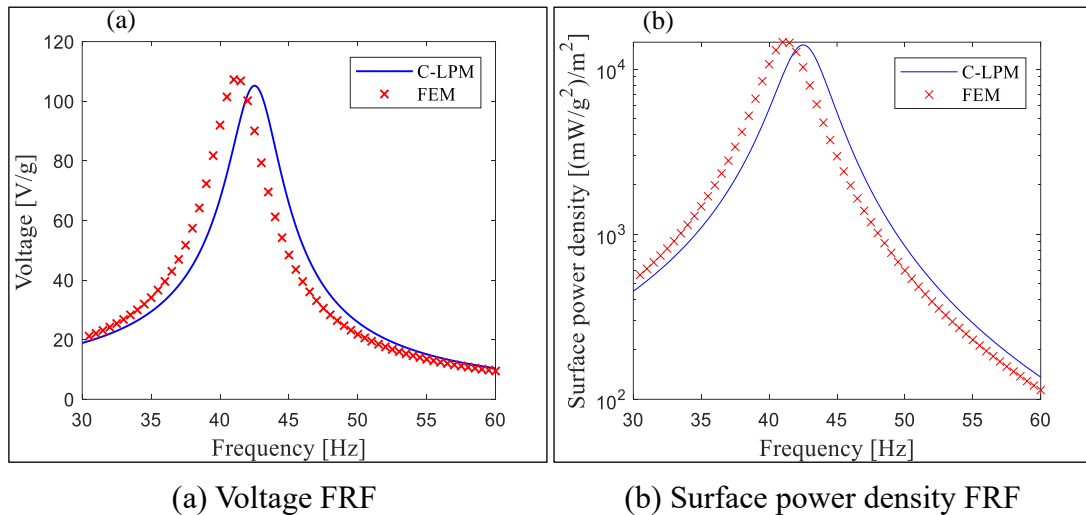 (a)
120
100
80
60
40
20
0
Voltage [V/g]
C-LPM
FEM
30 35 40 45 50 55 60
Frequency [Hz]
(b)
10^4
10^3
10^2
Surface power density [(mW/g^2)/m^2]
C-LPM
FEM
30 35 40 45 50 55 60
Frequency [Hz]
(a) Voltage FRF
(b) Surface power density FRF